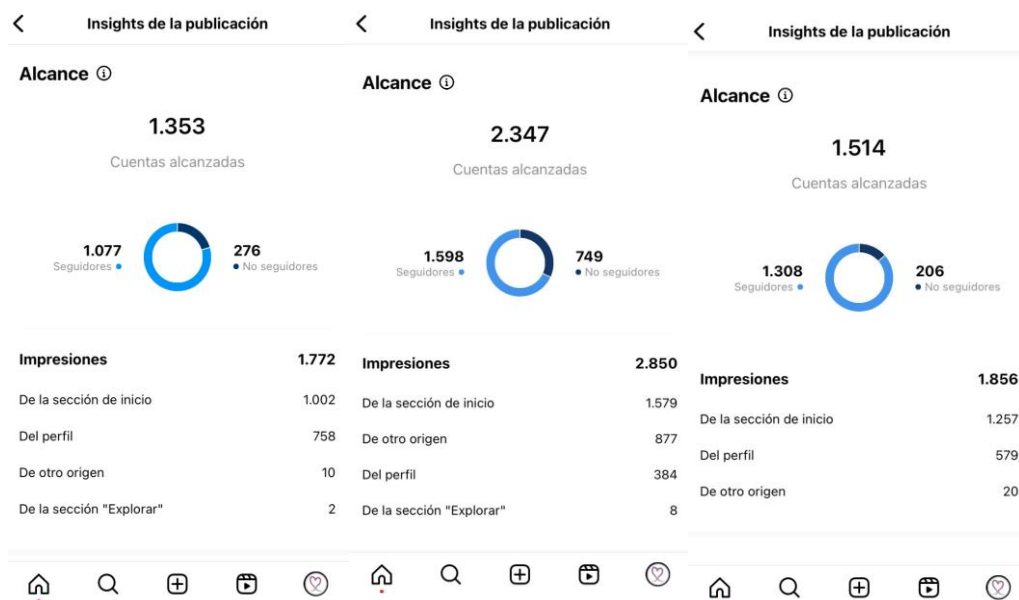 Insights de la publicación
Alcance
1.353
Cuentas alcanzadas
1.077
Seguidores
276
No seguidores
Impresiones 1.772
De la sección de inicio 1.002
Del perfil 758
De otro origen 10
De la sección "Explorar" 2
Insights de la publicación
Alcance
2.347
Cuentas alcanzadas
1.598
Seguidores
749
No seguidores
Impresiones 2.850
De la sección de inicio 1.579
De otro origen 877
Del perfil 384
De la sección "Explorar" 8
Insights de la publicación
Alcance
1.514
Cuentas alcanzadas
1.308
Seguidores
206
No seguidores
Impresiones 1.856
De la sección de inicio 1.257
Del perfil 579
De otro origen 20